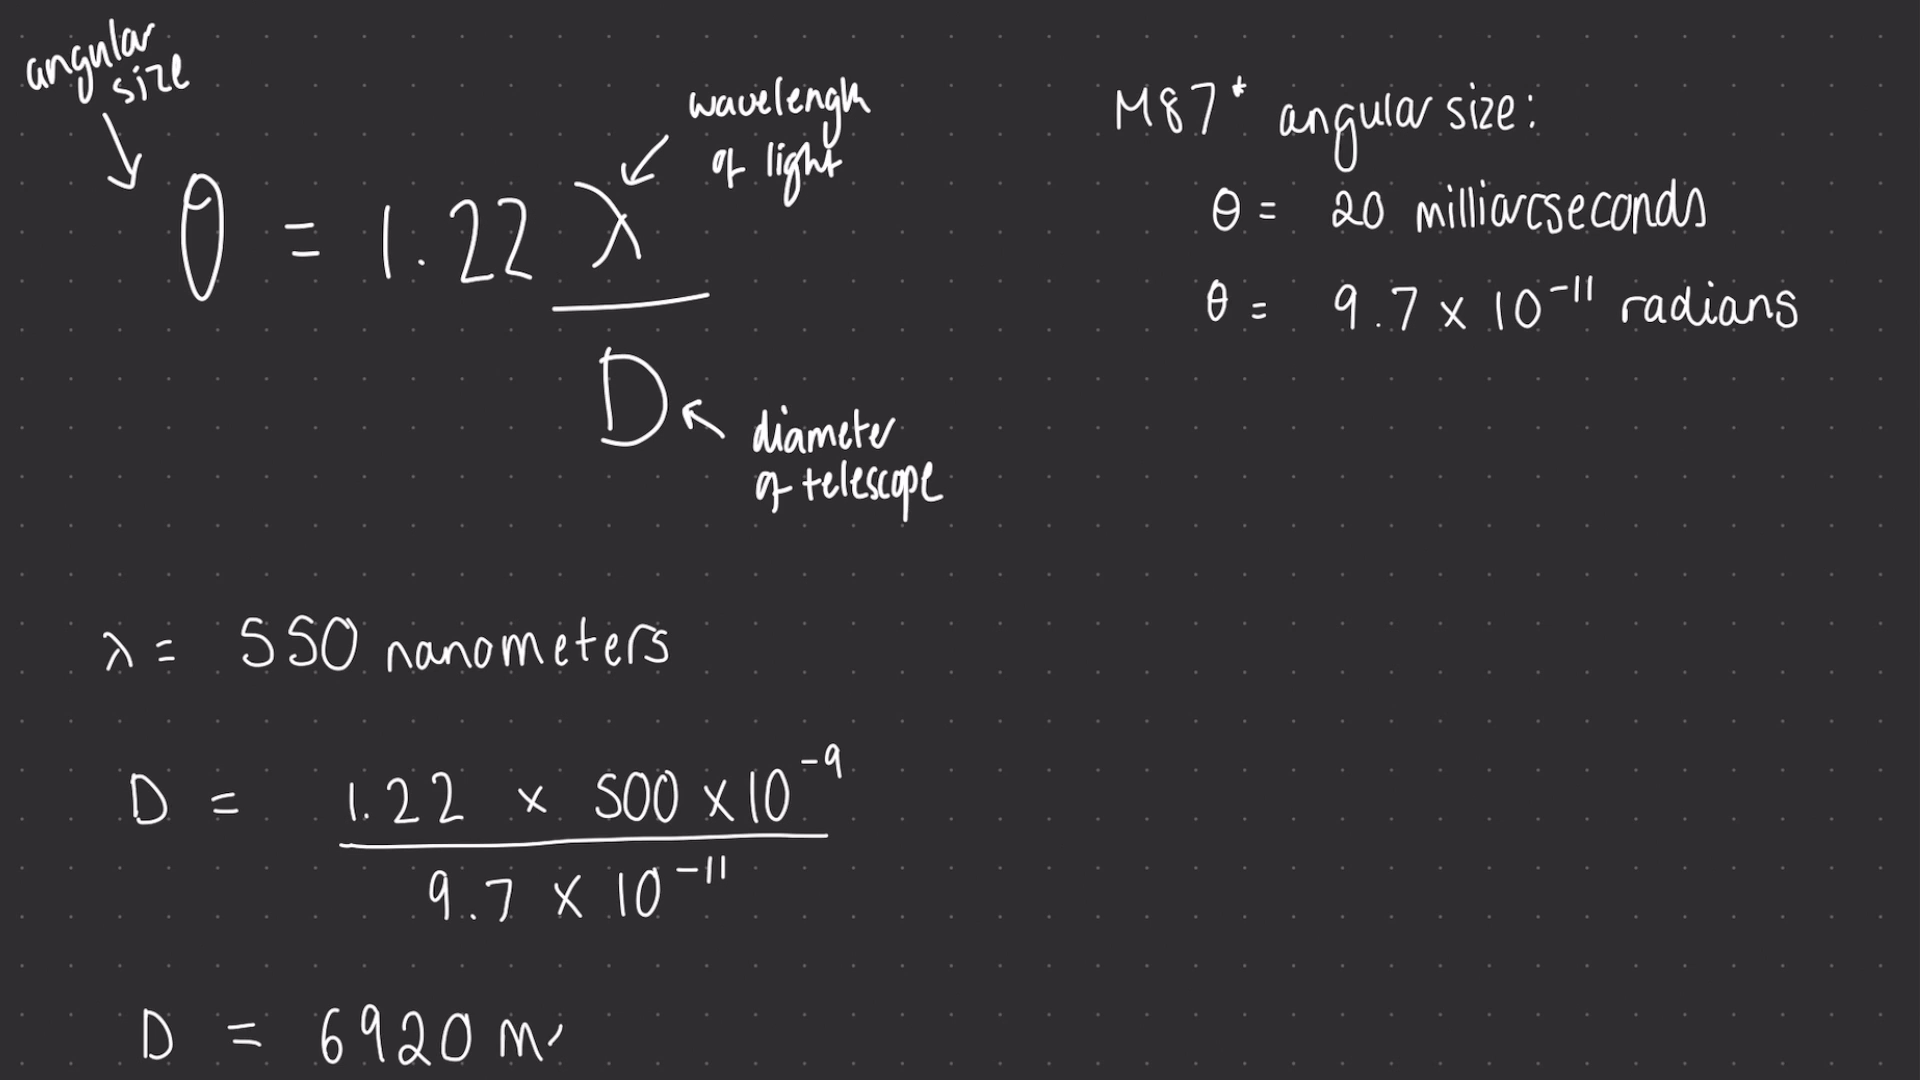 angular
size
wavelength
of light
θ = 1.22 λ
D
diameter
of telescope
M87* angular size:
θ = 20 milliarcseconds
θ = 9.7 x 10⁻¹¹ radians
λ = 550 nanometers
D = 1.22 x 500 x 10⁻⁹
9.7 x 10⁻¹¹
D = 6920 m